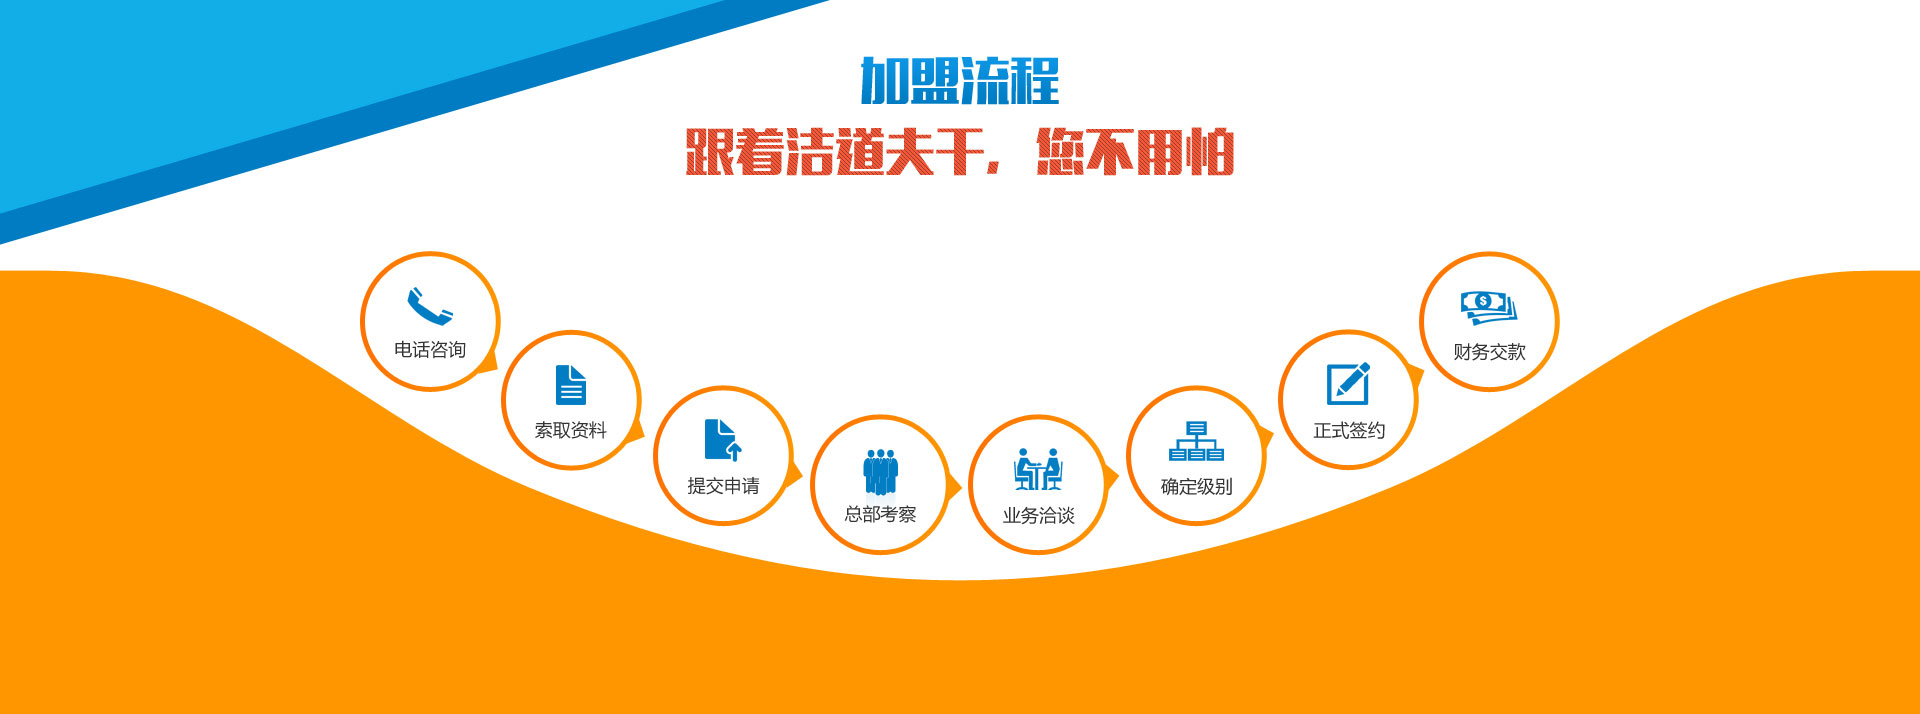 加盟流程
跟着洁道夫干，您不用怕
电话咨询
索取资料
提交申请
总部考察
业务洽谈
确定级别
正式签约
财务交款